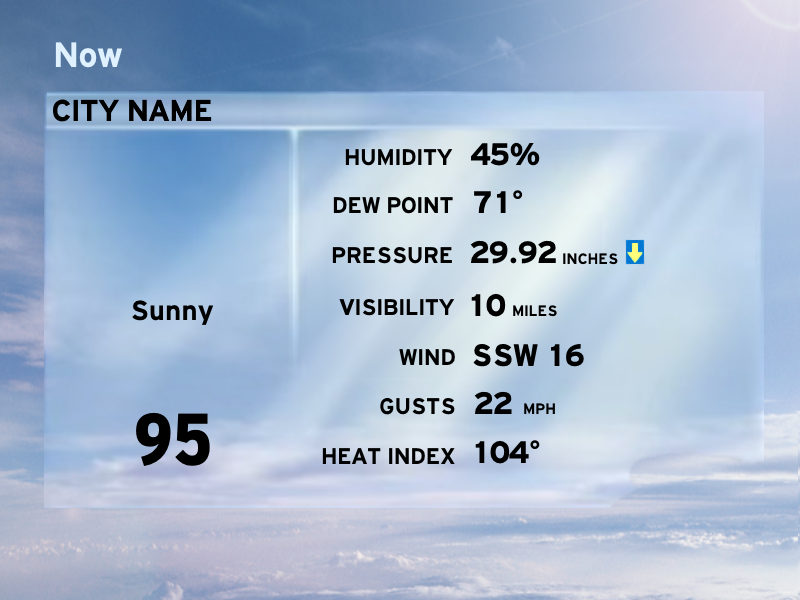 Now
CITY NAME
Sunny
95
HUMIDITY 45%
DEW POINT 71°
PRESSURE 29.92 INCHES
VISIBILITY 10 MILES
WIND SSW 16
GUSTS 22 MPH
HEAT INDEX 104°